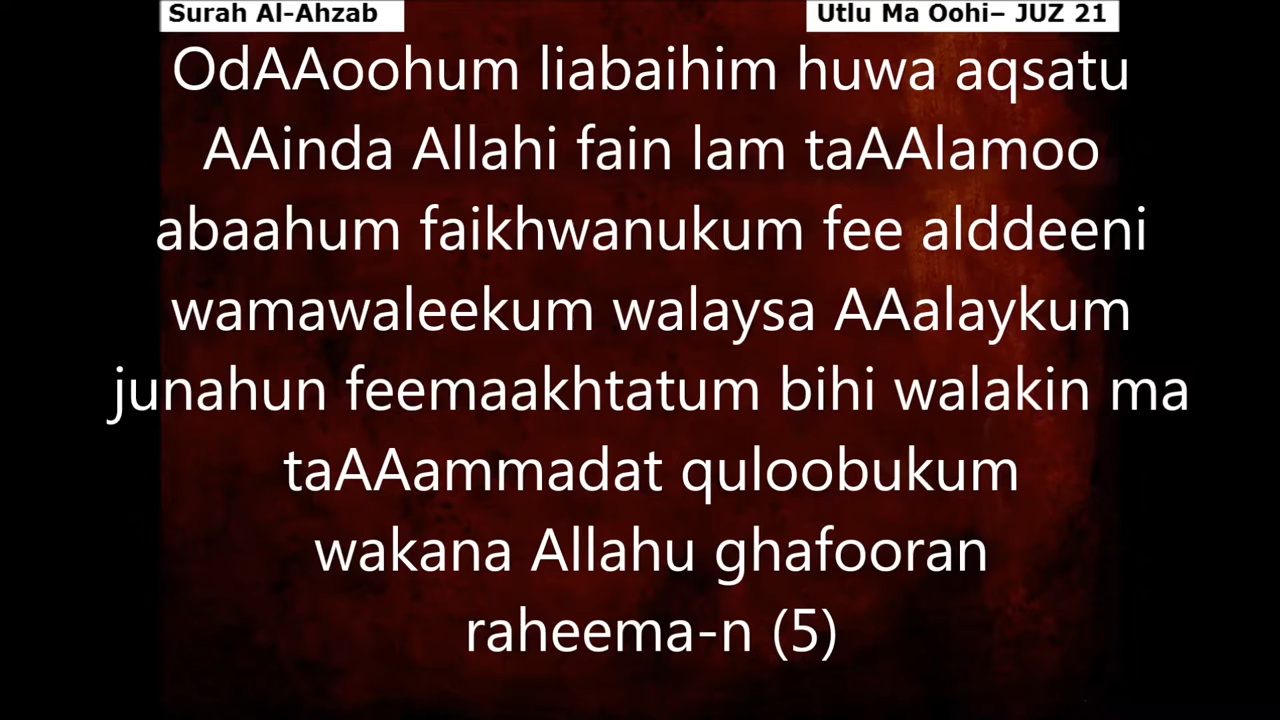 Surah Al-Ahzab
Utlu Ma Oohi– JUZ 21
OdAAoohum liabaihim huwa aqsatu
AAinda Allahi fain lam taAAlamoo
abaahum faikhwanukum fee alddeeni
wamawaleekum walaysa AAalaykum
junahun feemaakhtatum bihi walakin ma
taAAammadat quloobukum
wakana Allahu ghafooran
raheema-n (5)